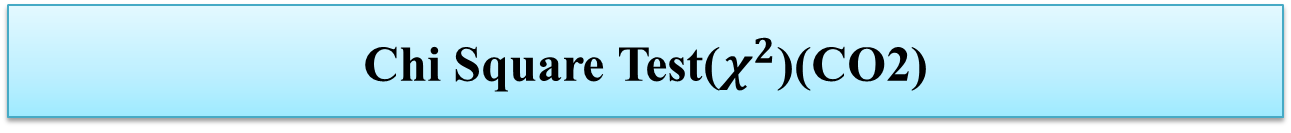 Chi Square Test(𝝌²)(CO2)